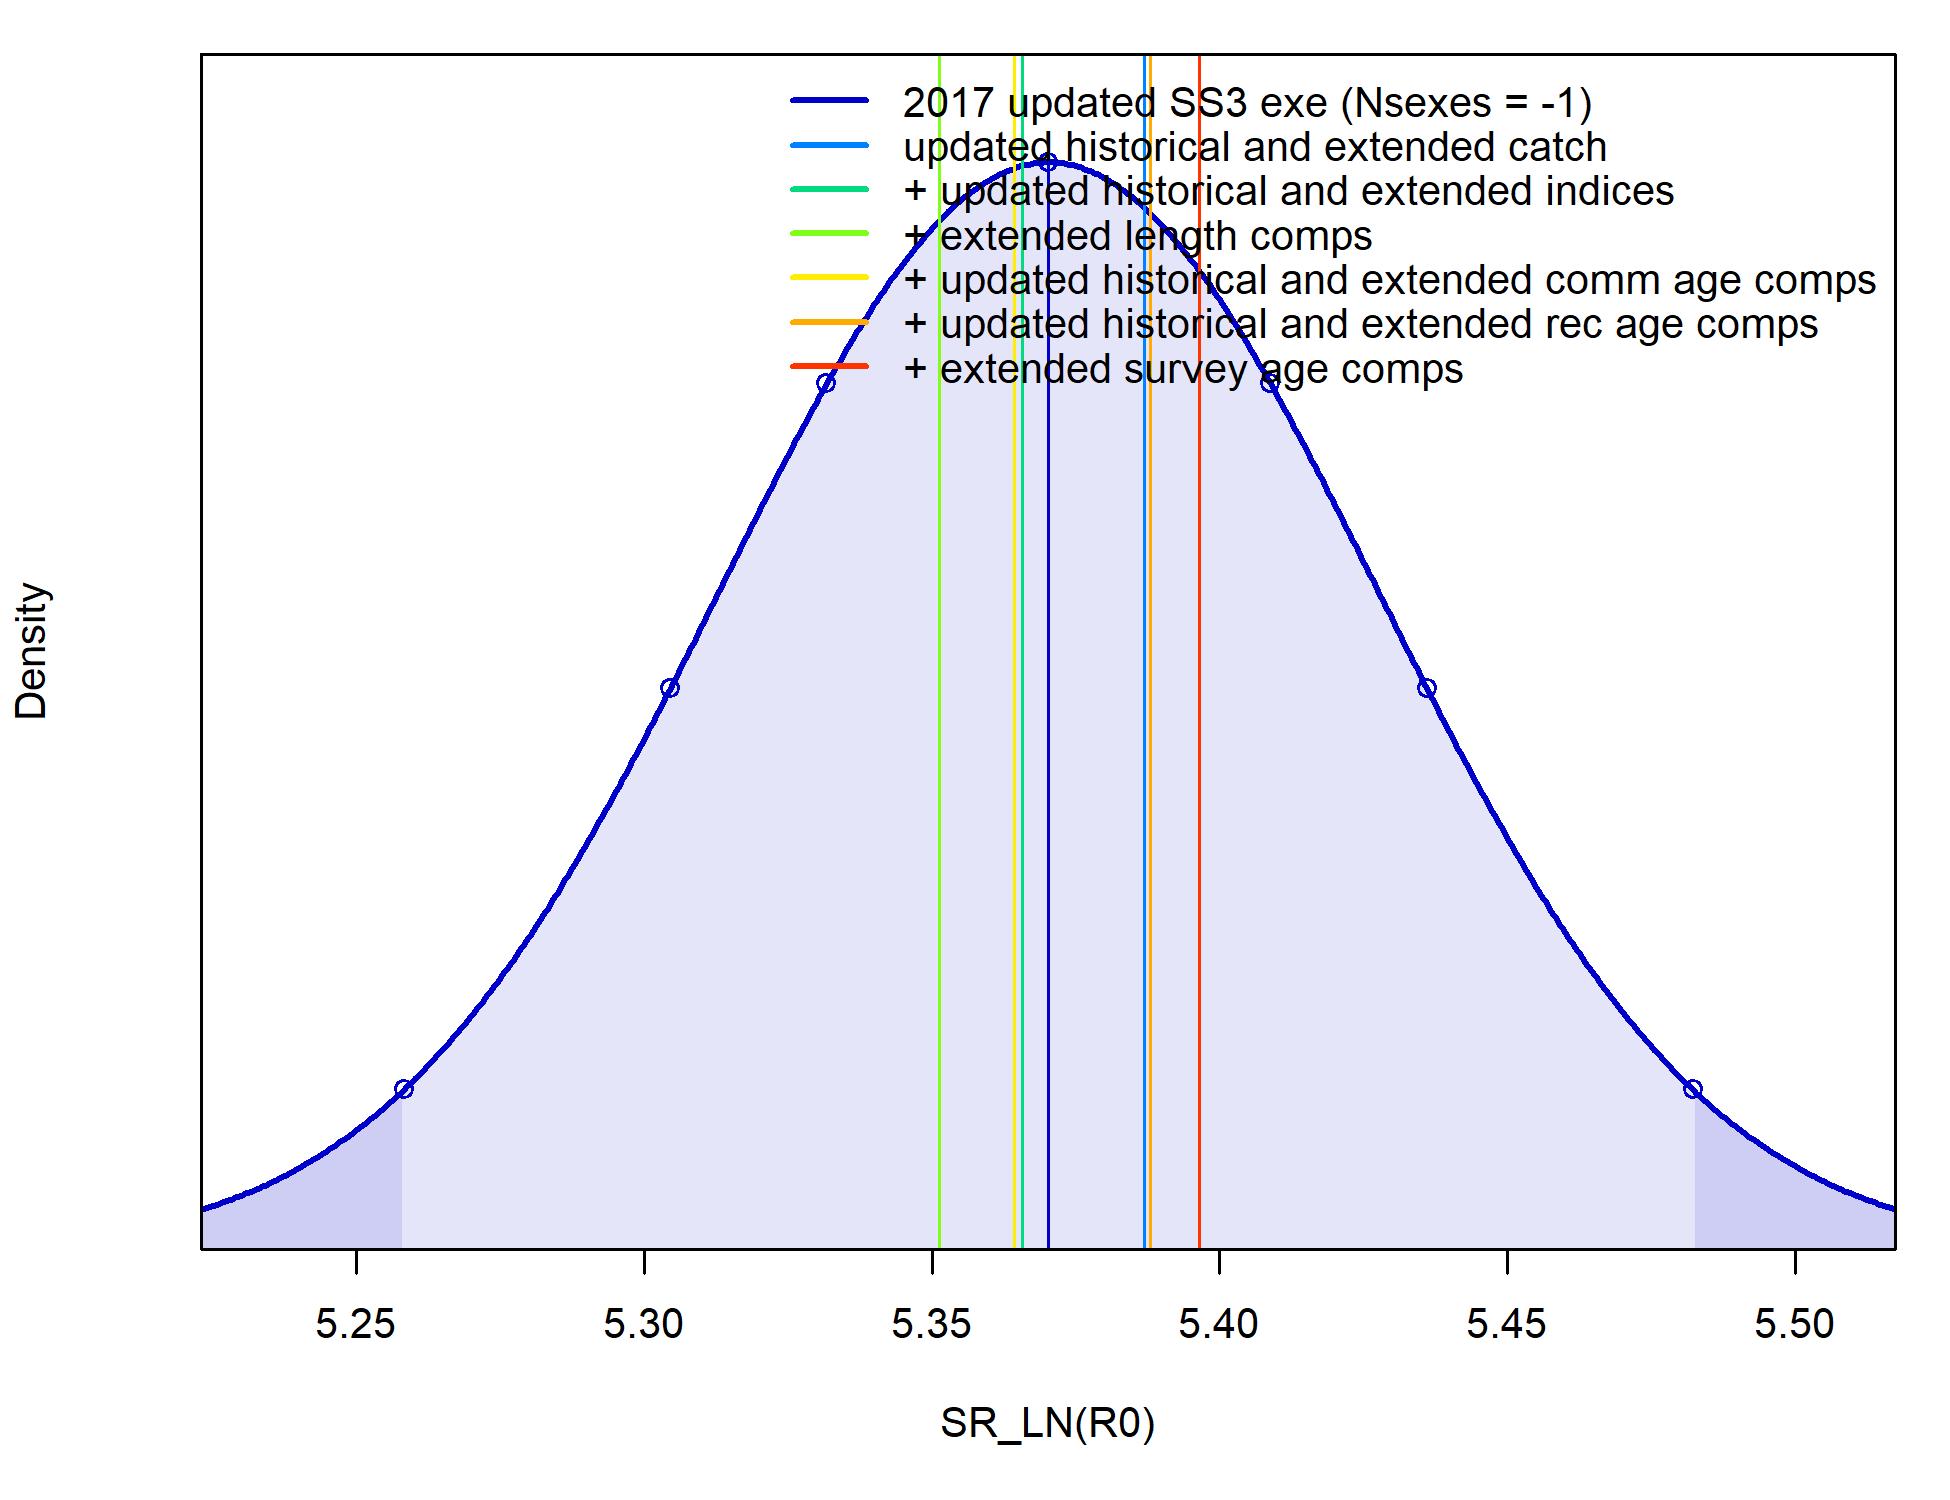 2017 updated SS3 exe (Nsexes = -1)
updated historical and extended catch
+ updated historical and extended indices
+ extended length comps
+ updated historical and extended comm age comps
+ updated historical and extended rec age comps
+ extended survey age comps
Density
5.25 5.30 5.35 5.40 5.45 5.50
SR_LN(R0)